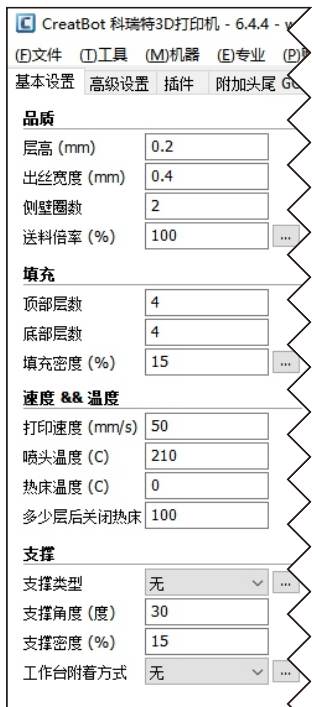 CreatBot 科瑞特3D打印机 - 6.4.4 -
(F)文件 (T)工具 (M)机器 (E)专业 (P)
基本设置 高级设置 插件 附加头尾 GC
品质
层高 (mm) 0.2
出丝宽度 (mm) 0.4
侧壁圈数 2
送料倍率 (%) 100 ...
填充
顶部层数 4
底部层数 4
填充密度 (%) 15 ...
速度 && 温度
打印速度 (mm/s) 50
喷头温度 (C) 210
热床温度 (C) 0
多少层后关闭热床 100
支撑
支撑类型 无 ...
支撑角度 (度) 30
支撑密度 (%) 15
工作台附着方式 无 ...